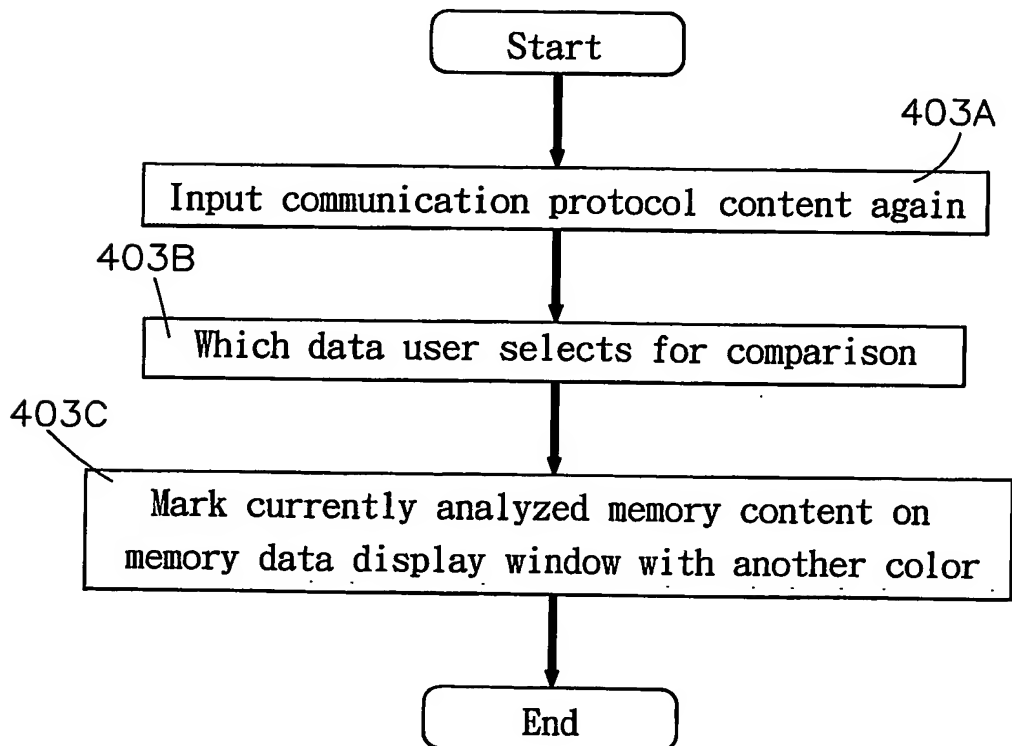 Start
403A
Input communication protocol content again
403B
Which data user selects for comparison
403C
Mark currently analyzed memory content on
memory data display window with another color
End